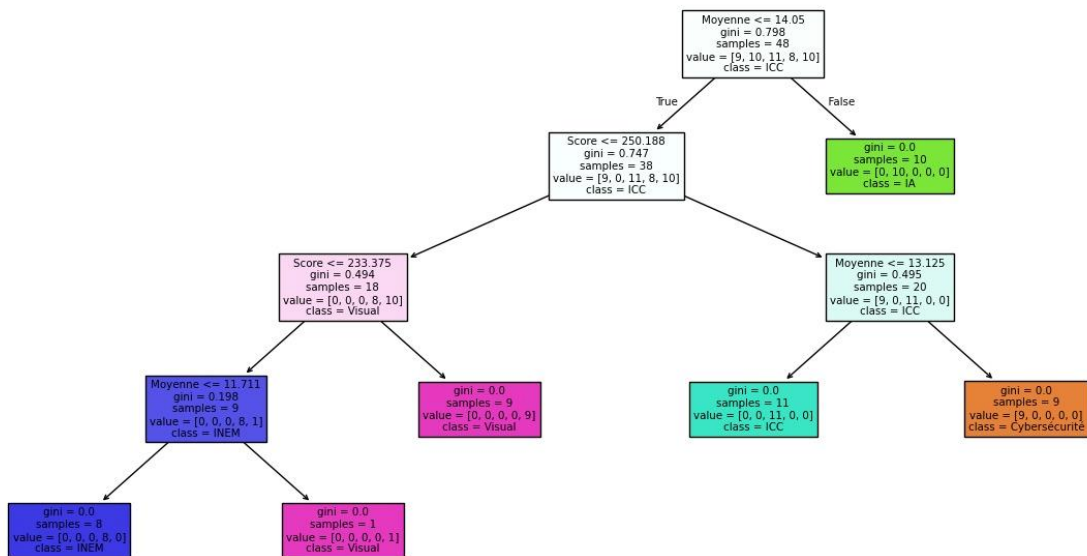 Moyenne <= 14.05
gini = 0.798
samples = 48
value = [9, 10, 11, 8, 10]
class = ICC
True
False
Score <= 250.188
gini = 0.747
samples = 38
value = [9, 0, 11, 8, 10]
class = ICC
gini = 0.0
samples = 10
value = [0, 10, 0, 0, 0]
class = IA
Score <= 233.375
gini = 0.494
samples = 18
value = [0, 0, 0, 8, 10]
class = Visual
Moyenne <= 13.125
gini = 0.495
samples = 20
value = [9, 0, 11, 0, 0]
class = ICC
Moyenne <= 11.711
gini = 0.198
samples = 9
value = [0, 0, 0, 8, 1]
class = INEM
gini = 0.0
samples = 9
value = [0, 0, 0, 0, 9]
class = Visual
gini = 0.0
samples = 11
value = [0, 0, 11, 0, 0]
class = ICC
gini = 0.0
samples = 9
value = [9, 0, 0, 0, 0]
class = Cybersécurité
gini = 0.0
samples = 8
value = [0, 0, 0, 8, 0]
class = INEM
gini = 0.0
samples = 1
value = [0, 0, 0, 0, 1]
class = Visual